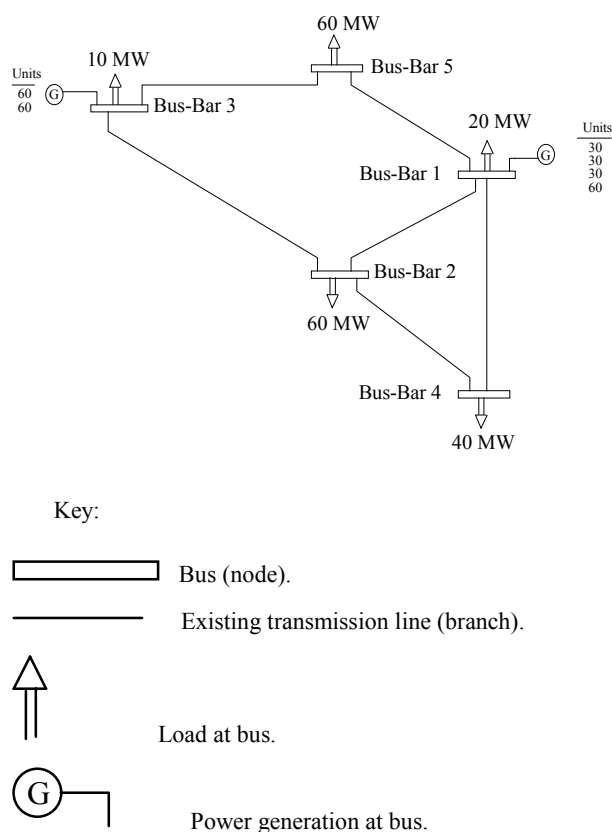 60 MW
10 MW
Bus-Bar 5
Units
60
60
G
Bus-Bar 3
20 MW
Units
30
30
30
60
G
Bus-Bar 1
Bus-Bar 2
60 MW
Bus-Bar 4
40 MW
Key:
Bus (node).
Existing transmission line (branch).
Load at bus.
G
Power generation at bus.